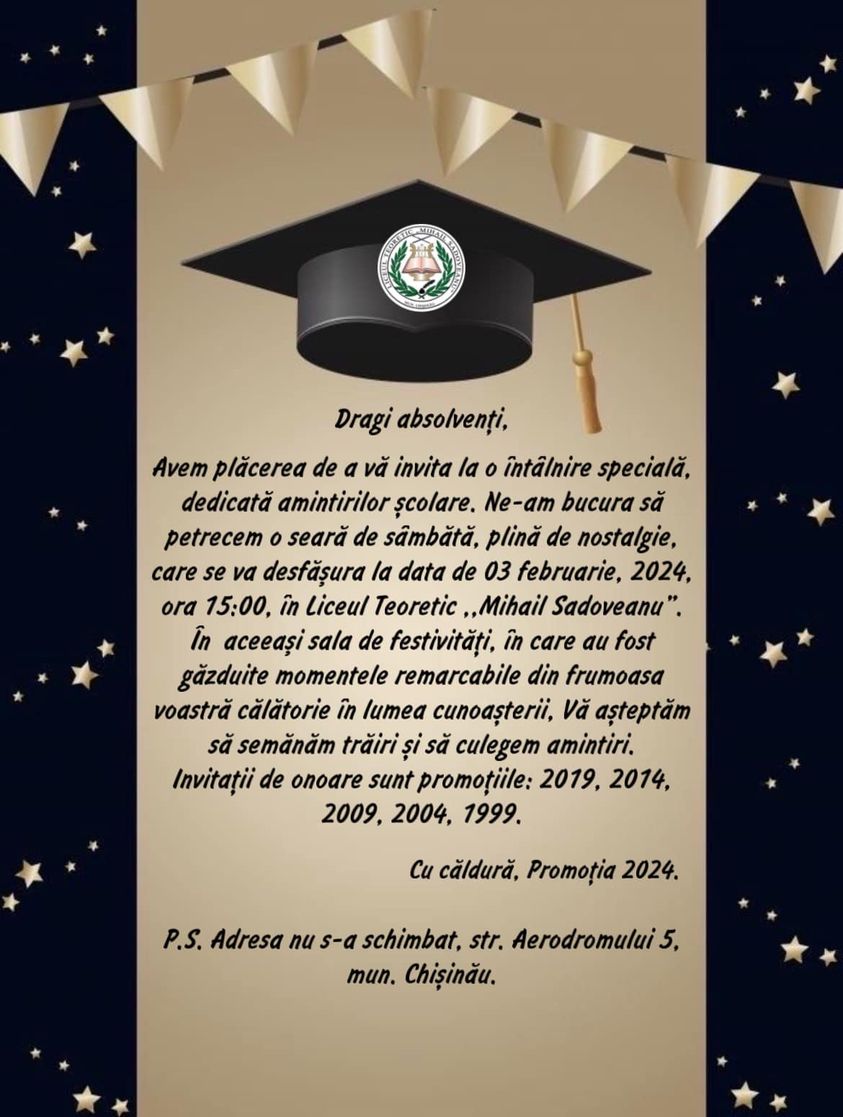 LICEUL TEORETIC „MIHAIL SADOVEANU”
Dragi absolvenți,
Avem plăcerea de a vă invita la o întâlnire specială,
dedicată amintirilor școlare. Ne-am bucura să
petrecem o seară de sâmbătă, plină de nostalgie,
care se va desfășura la data de 03 februarie, 2024,
ora 15:00, în Liceul Teoretic ,,Mihail Sadoveanu”.
În aceeași sala de festivități, în care au fost
găzduite momentele remarcabile din frumoasa
voastră călătorie în lumea cunoașterii, Vă așteptăm
să semănăm trăiri și să culegem amintiri.
Invitații de onoare sunt promoțiile: 2019, 2014,
2009, 2004, 1999.
Cu căldură, Promoția 2024.
P.S. Adresa nu s-a schimbat, str. Aerodromului 5,
mun. Chișinău.